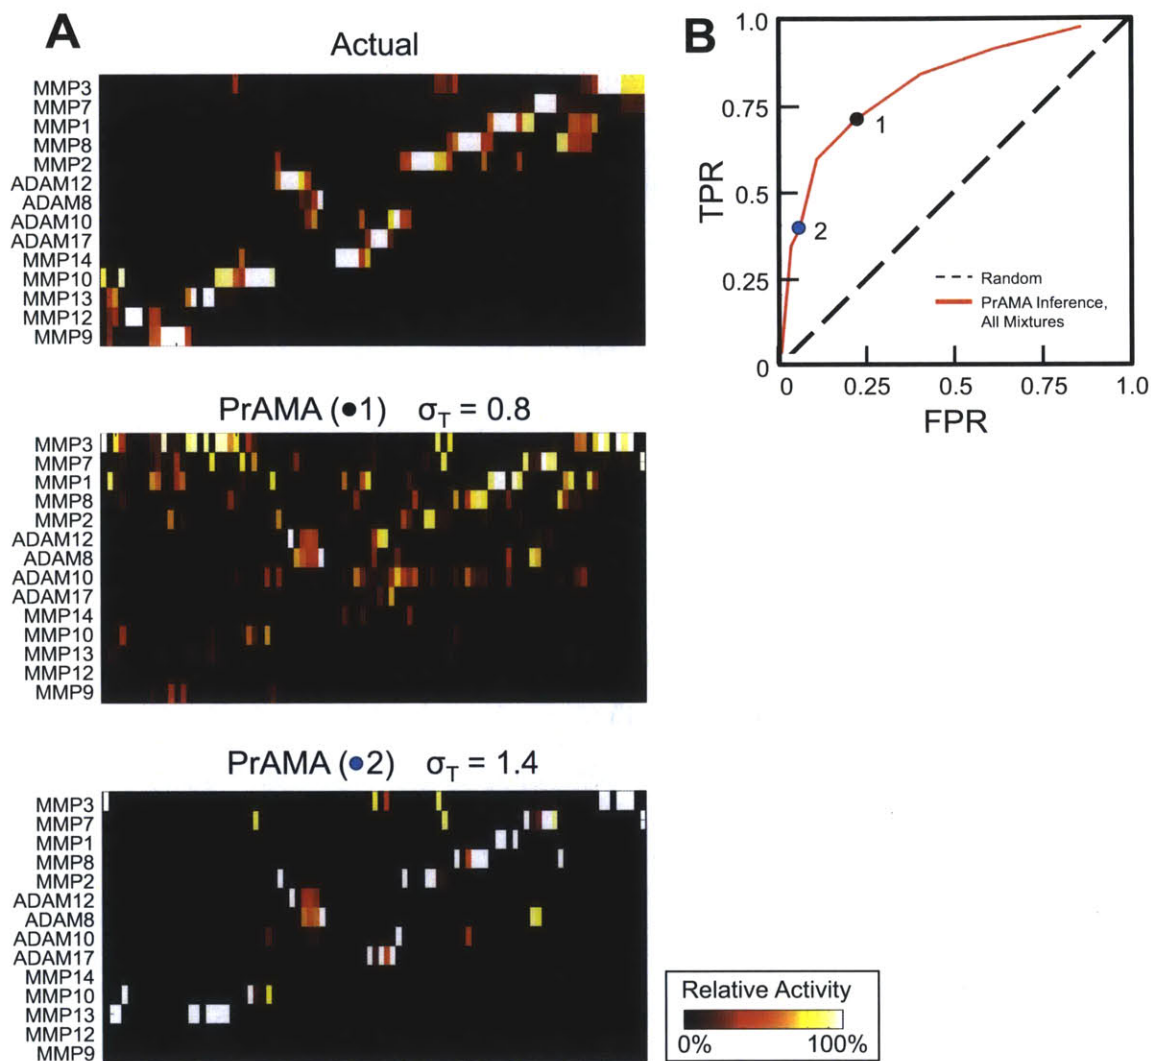 A
Actual
MMP3
MMP7
MMP1
MMP8
MMP2
ADAM12
ADAM8
ADAM10
ADAM17
MMP14
MMP10
MMP13
MMP12
MMP9
PrAMA (●1) σT = 0.8
MMP3
MMP7
MMP1
MMP8
MMP2
ADAM12
ADAM8
ADAM10
ADAM17
MMP14
MMP10
MMP13
MMP12
MMP9
PrAMA (●2) σT = 1.4
MMP3
MMP7
MMP1
MMP8
MMP2
ADAM12
ADAM8
ADAM10
ADAM17
MMP14
MMP10
MMP13
MMP12
MMP9
B
1.0
0.75
0.5
0.25
0
TPR
1
2
Random
PrAMA Inference,
All Mixtures
0 0.25 0.50 0.75 1.0
FPR
Relative Activity
0% 100%